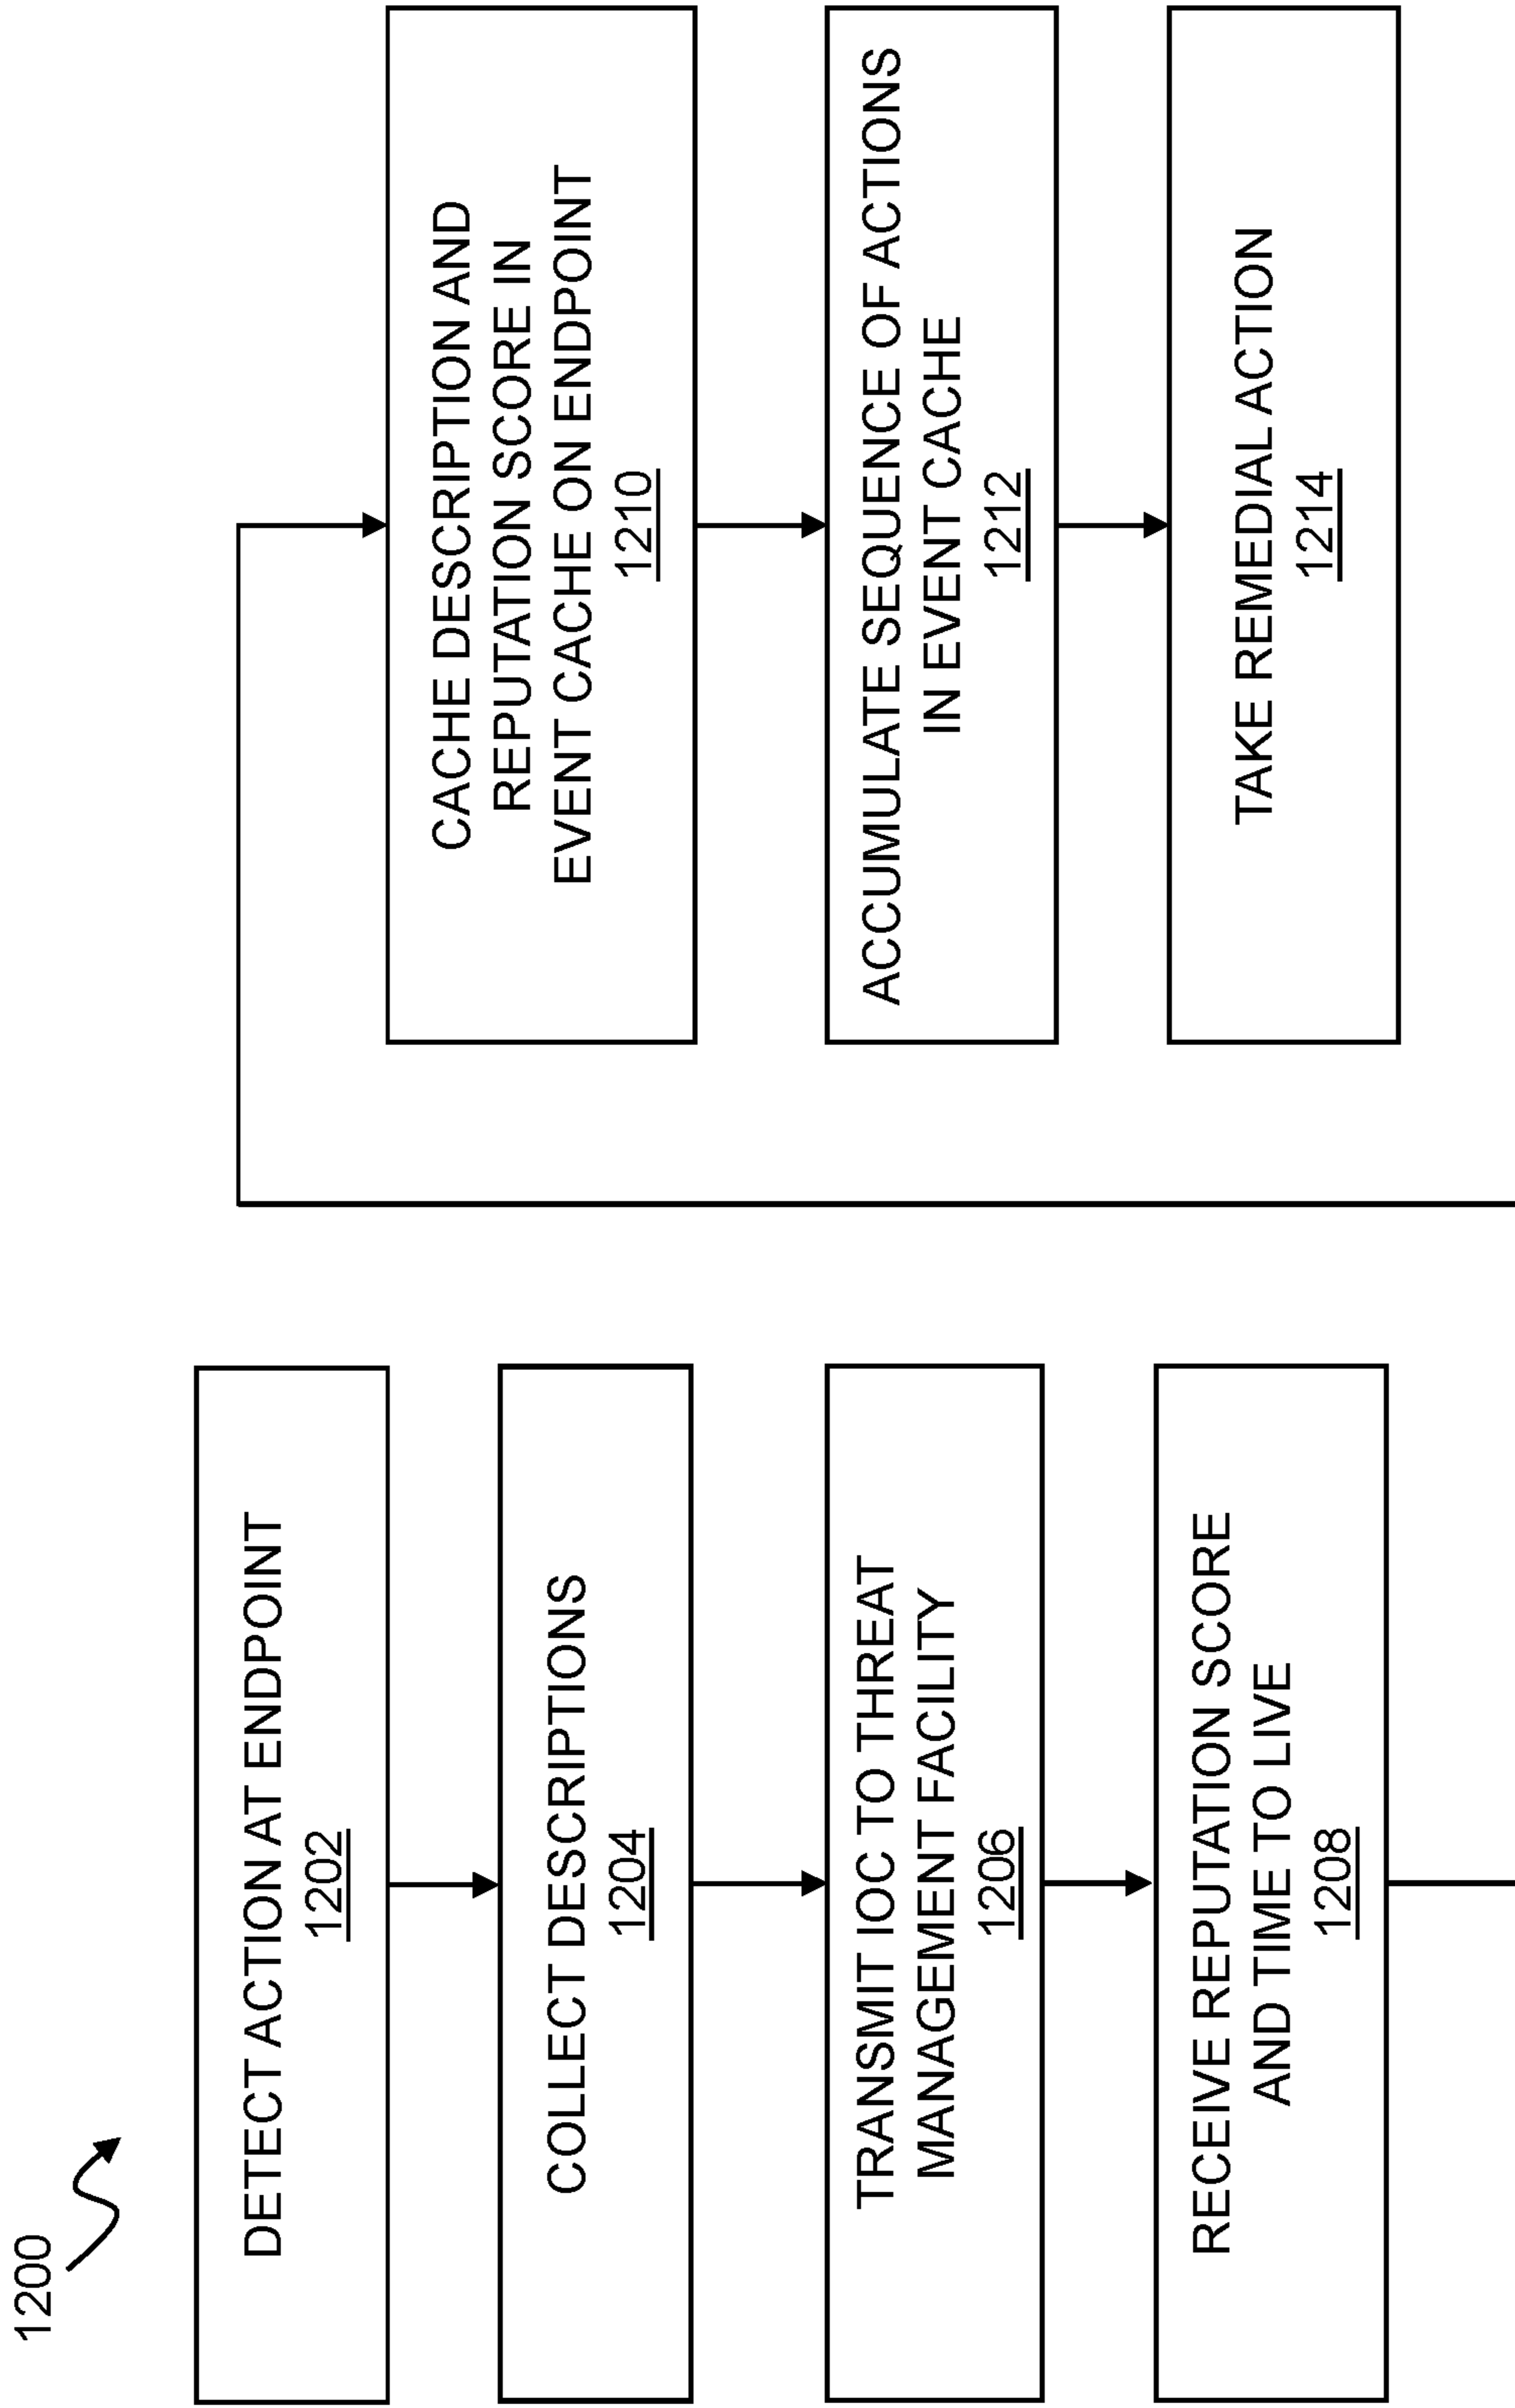 1200
DETECT ACTION AT ENDPOINT
1202
COLLECT DESCRIPTIONS
1204
TRANSMIT IOC TO THREAT
MANAGEMENT FACILITY
1206
RECEIVE REPUTATION SCORE
AND TIME TO LIVE
1208
CACHE DESCRIPTION AND
REPUTATION SCORE IN
EVENT CACHE ON ENDPOINT
1210
ACCUMULATE SEQUENCE OF ACTIONS
IN EVENT CACHE
1212
TAKE REMEDIAL ACTION
1214